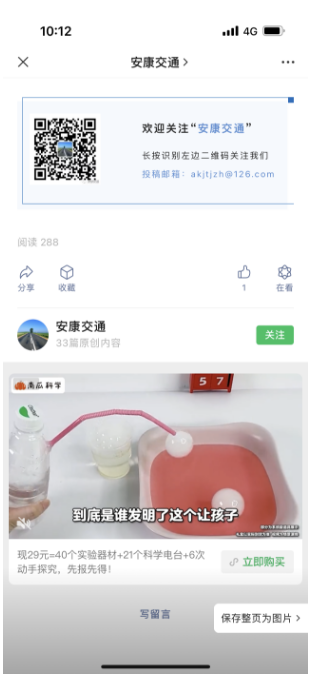 10:12
4G
安康交通
欢迎关注“安康交通”
长按识别左边二维码关注我们
投稿邮箱: akjtjzh@126.com
阅读 288
分享
收藏
1
在看
安康交通
33篇原创内容
关注
南瓜科学
5 7
到底是谁发明了这个让孩子
现29元=40个实验器材+21个科学电台+6次
动手探究，先报先得！
立即购买
写留言
保存整页为图片